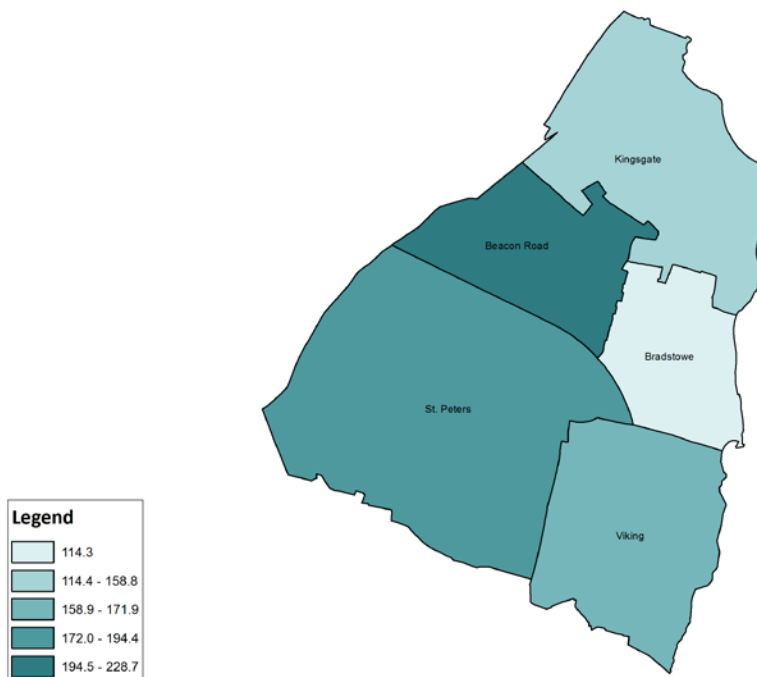 Kingsgate
Beacon Road
Bradstowe
St. Peters
Viking
Legend
114.3
114.4 - 158.8
158.9 - 171.9
172.0 - 194.4
194.5 - 228.7